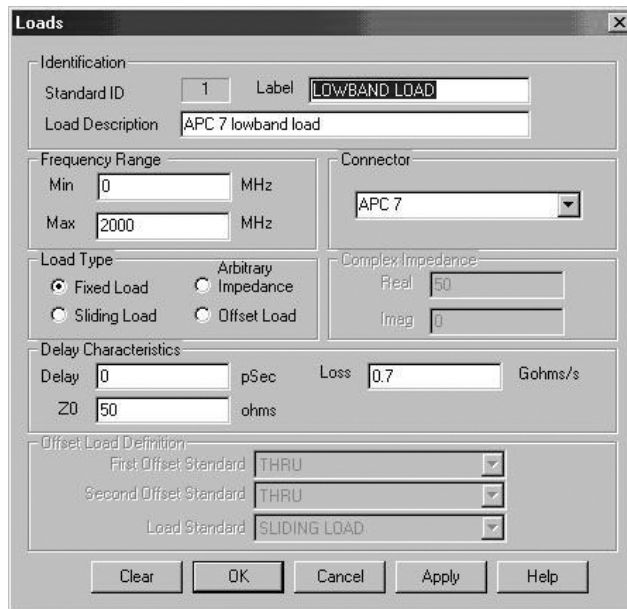 Loads
Identification
Standard ID 1 Label LOWBAND LOAD
Load Description APC 7 lowband load
Frequency Range
Min 0 MHz
Max 2000 MHz
Connector
APC 7
Load Type
Fixed Load
Arbitrary Impedance
Sliding Load
Offset Load
Complex Impedance
Real 50
Imag 0
Delay Characteristics
Delay 0 pSec Loss 0.7 Gohms/s
Z0 50 ohms
Offset Load Definition
First Offset Standard THRU
Second Offset Standard THRU
Load Standard SLIDING LOAD
Clear OK Cancel Apply Help